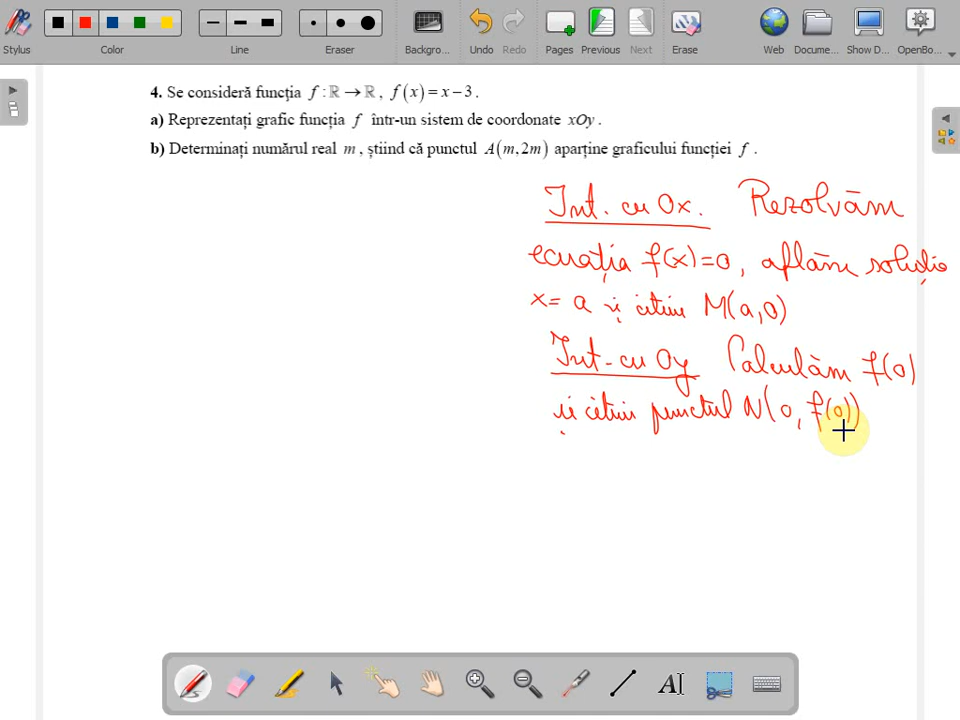 Stylus
Color
Line
Eraser
Backgro...
Undo
Redo
Pages
Previous
Next
Erase
Web
Docume...
Show D...
OpenBo...
4. Se consideră funcția f : ℝ → ℝ, f(x) = x − 3.
a) Reprezentați grafic funcția f într-un sistem de coordonate xOy.
b) Determinați numărul real m, știind că punctul A(m, 2m) aparține graficului funcției f.
Int. cu Ox. Rezolvăm
ecuația f(x)=0, aflăm soluția
x= a și citim M(a,0)
Int. cu Oy Calculăm f(0)
și citim punctul N(0, f(0))
A